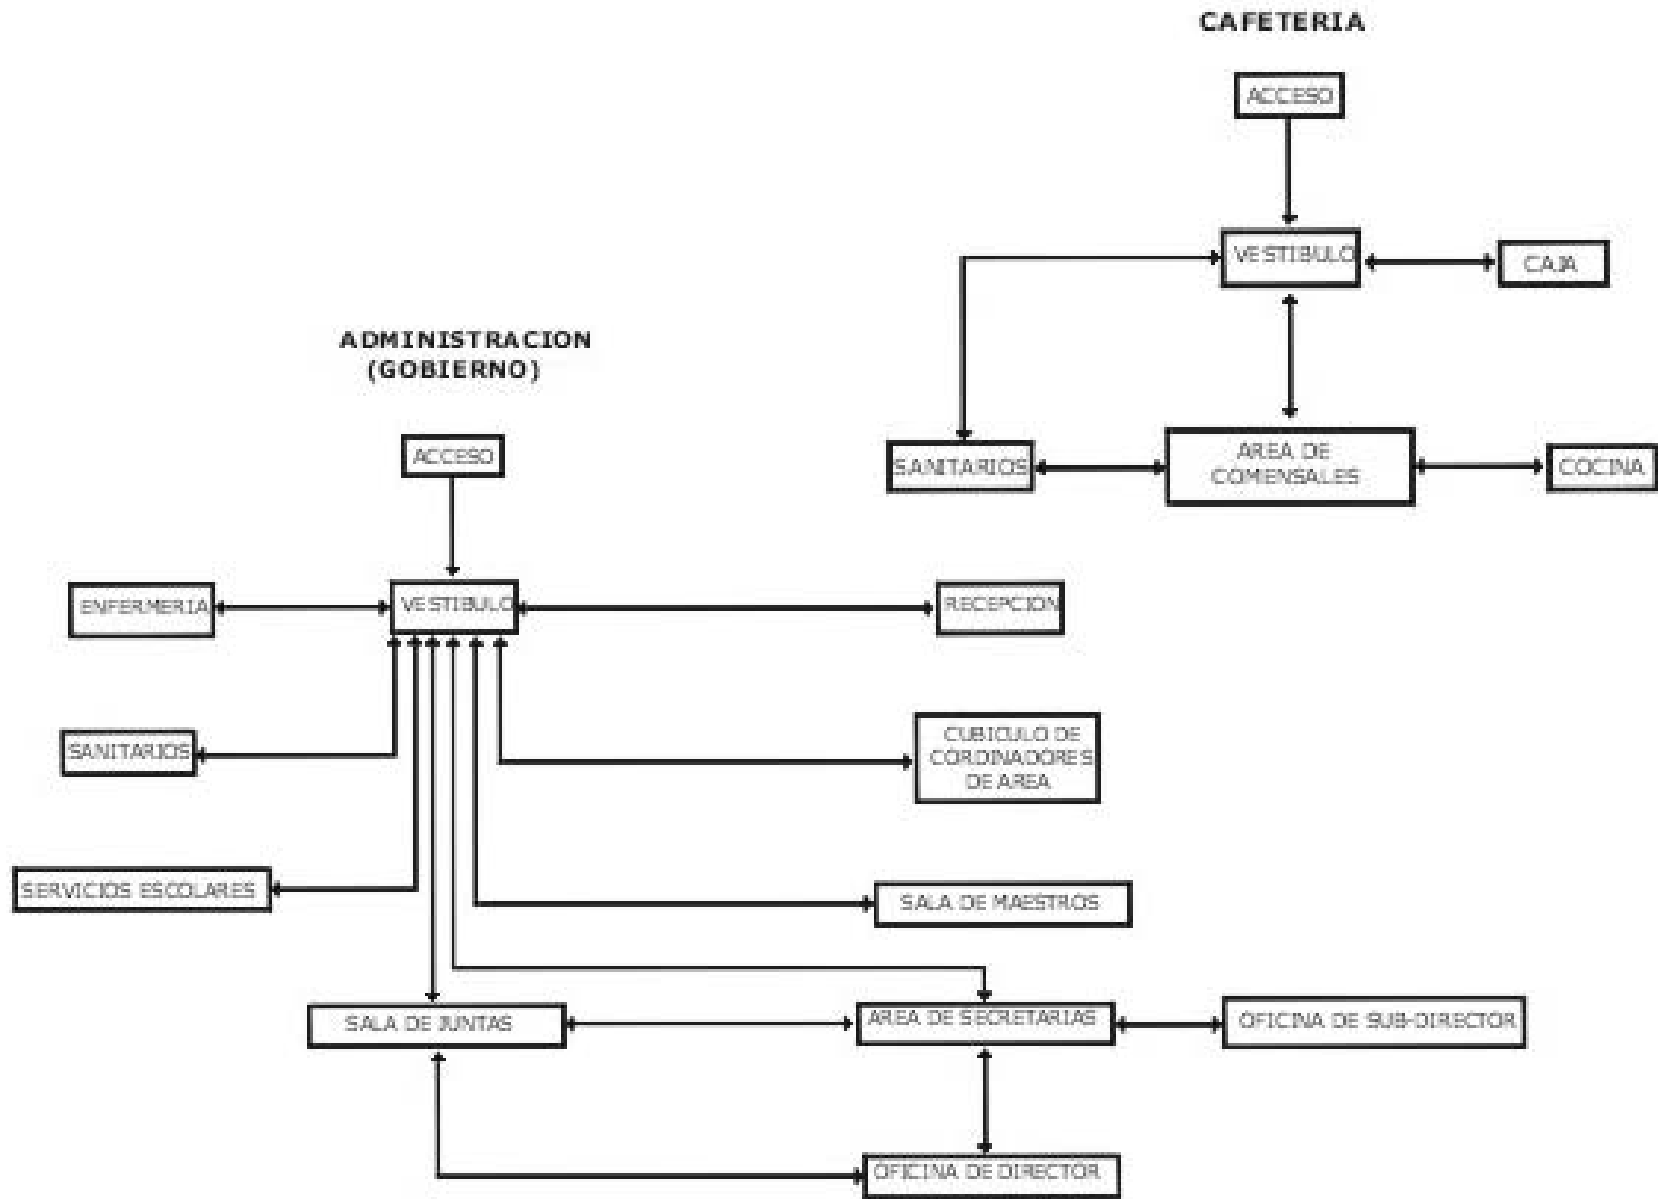 CAFETERIA
ACCESO
VESTIBULO
CAJA
SANITARIOS
AREA DE
COMENSALES
COCINA
ADMINISTRACION
(GOBIERNO)
ACCESO
ENFERMERIA
VESTIBULO
RECEPCION
SANITARIOS
CUBICULO DE
CORDINADORES
DE AREA
SERVICIOS ESCOLARES
SALA DE MAESTROS
SALA DE JUNTAS
AREA DE SECRETARIAS
OFICINA DE SUB-DIRECTOR
OFICINA DE DIRECTOR